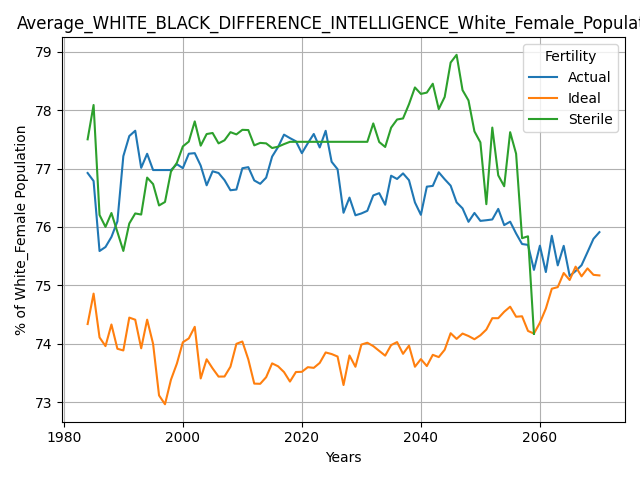 Average_WHITE_BLACK_DIFFERENCE_INTELLIGENCE_White_Female_Populat
Fertility
Actual
Ideal
Sterile
% of White_Female Population
79
78
77
76
75
74
73
1980
2000
2020
2040
2060
Years